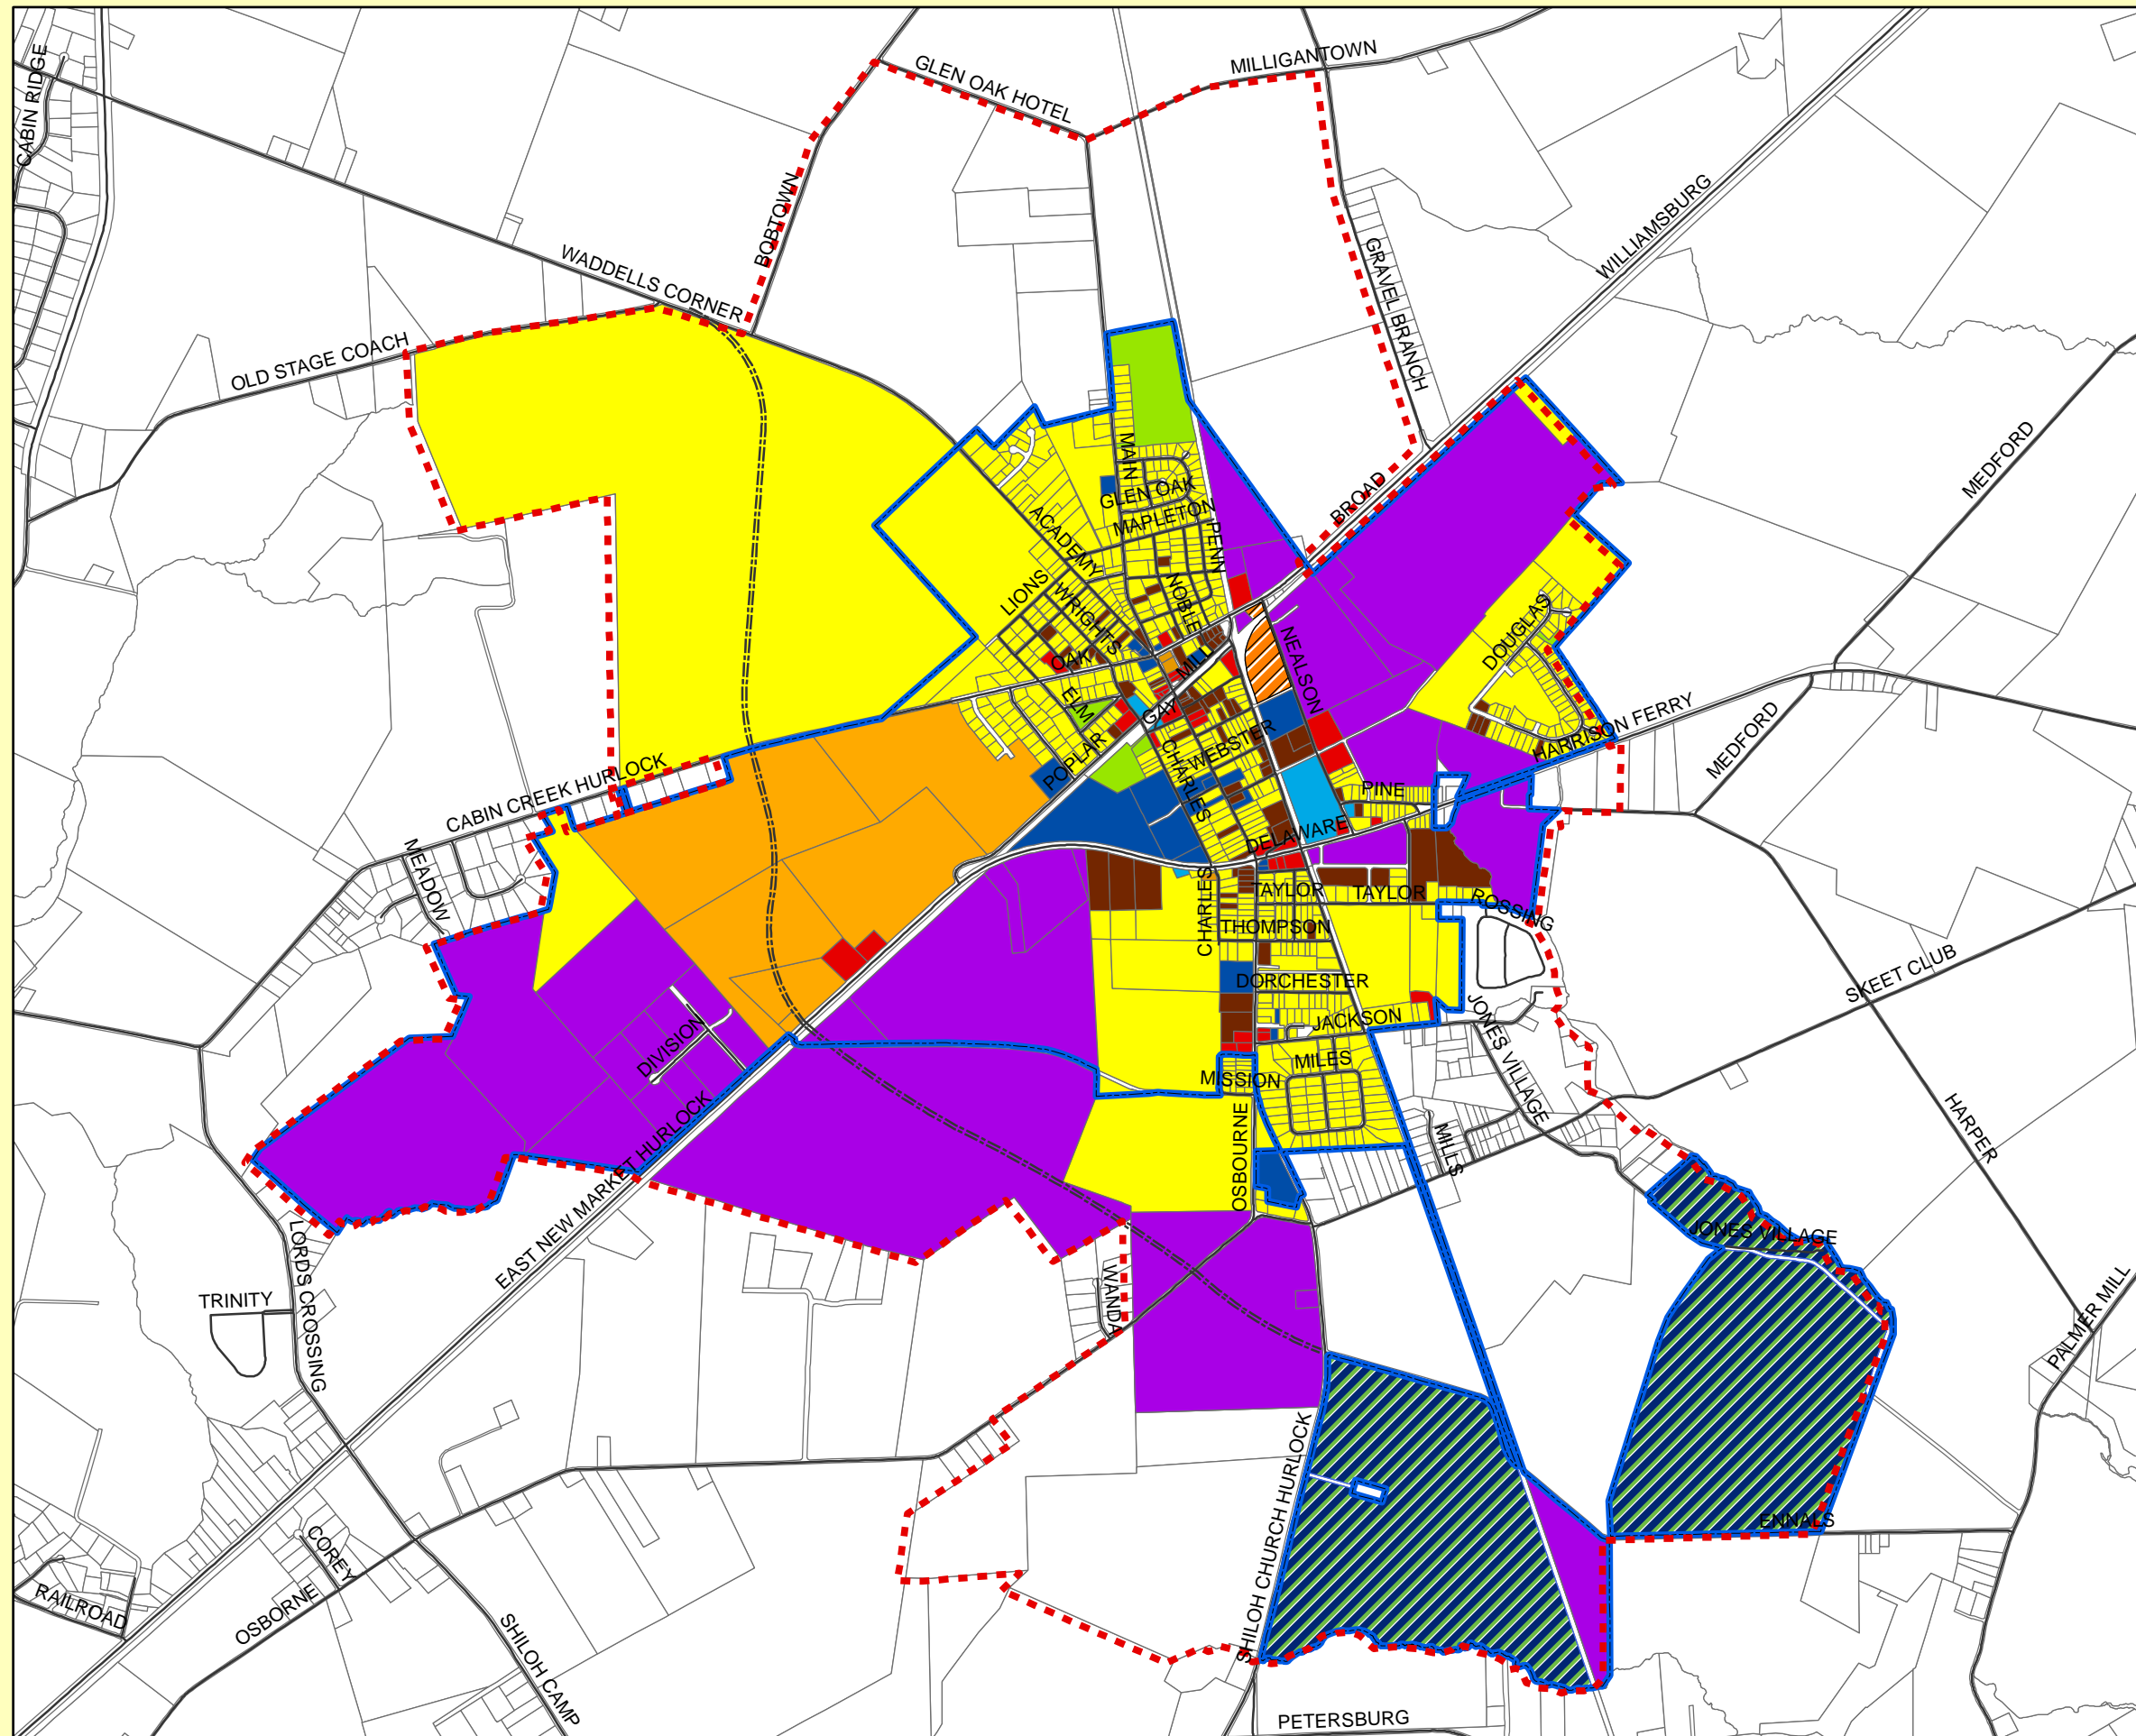 CABIN RIDGE
GLEN OAK HOTEL
MILLIGANTOWN
BOBTOWN
WADDELLS CORNER
WILLIAMSBURG
GRAVEL BRANCH
OLD STAGE COACH
MEDFORD
MAIN
GLEN OAK
MAPLETON
BROAD
PENN
ACADEMY
LIONS
WRIGHTS
NOBLE
DOUGLAS
NEALSON
OAK
MILL
ELM
GAY
HARRISON FERRY
MEDFORD
POPLAR
CHARLES
WEBSTER
CABIN CREEK HURLOCK
PINE
DELAWARE
MEADOW
CHARLES
TAYLOR
TAYLOR
ROSSING
THOMPSON
DORCHESTER
SKEET CLUB
JACKSON
JONES VILLAGE
DIVISION
MILES
MISSION
OSBOURNE
MILLS
HARPER
EAST NEW MARKET HURLOCK
JONES VILLAGE
LORDS CROSSING
TRINITY
WANDA
PALMER MILL
SHILOH CHURCH HURLOCK
ENNALS
COREY
RAILROAD
OSBORNE
SHILOH CAMP
PETERSBURG